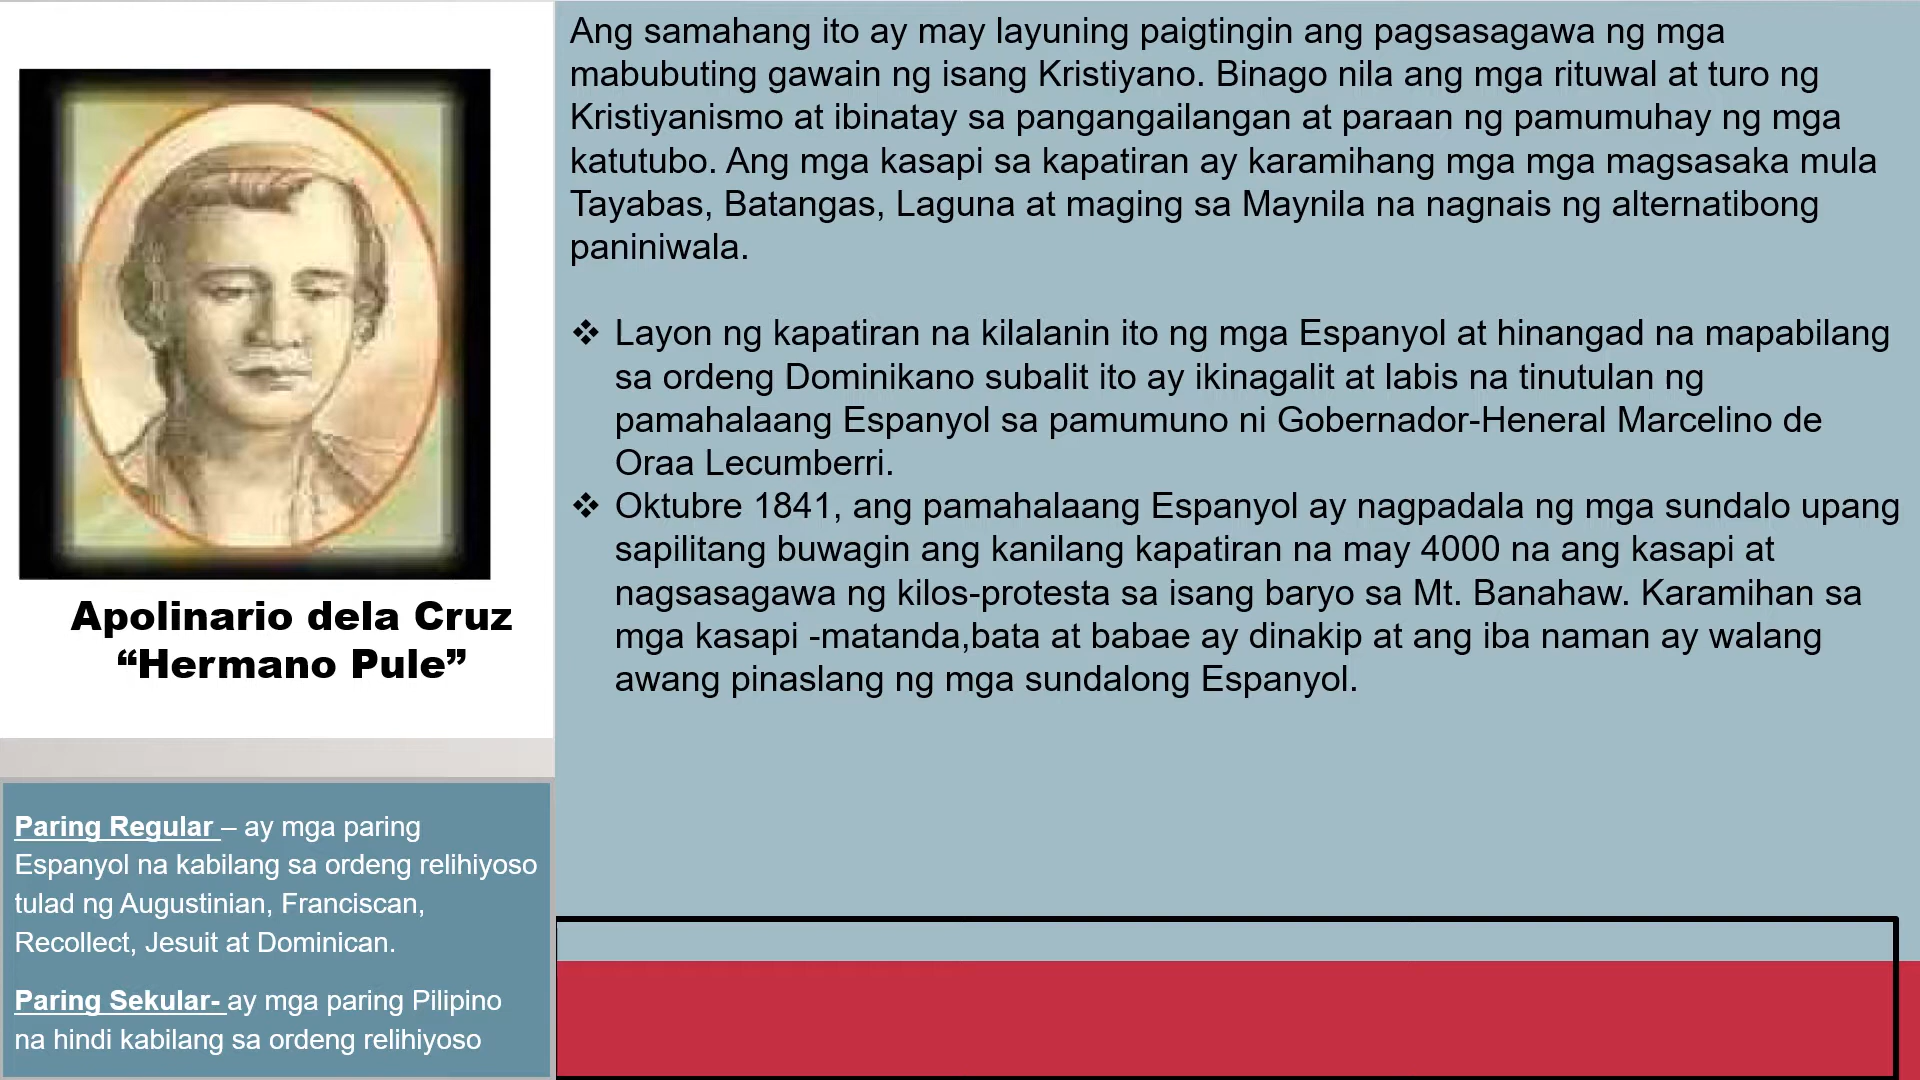 Apolinario dela Cruz
“Hermano Pule”
Paring Regular – ay mga paring
Espanyol na kabilang sa ordeng relihiyoso
tulad ng Augustinian, Franciscan,
Recollect, Jesuit at Dominican.
Paring Sekular- ay mga paring Pilipino
na hindi kabilang sa ordeng relihiyoso
Ang samahang ito ay may layuning paigtingin ang pagsasagawa ng mga
mabubuting gawain ng isang Kristiyano. Binago nila ang mga rituwal at turo ng
Kristiyanismo at ibinatay sa pangangailangan at paraan ng pamumuhay ng mga
katutubo. Ang mga kasapi sa kapatiran ay karamihang mga mga magsasaka mula
Tayabas, Batangas, Laguna at maging sa Maynila na nagnais ng alternatibong
paniniwala.
❖ Layon ng kapatiran na kilalanin ito ng mga Espanyol at hinangad na mapabilang
sa ordeng Dominikano subalit ito ay ikinagalit at labis na tinutulan ng
pamahalaang Espanyol sa pamumuno ni Gobernador-Heneral Marcelino de
Oraa Lecumberri.
❖ Oktubre 1841, ang pamahalaang Espanyol ay nagpadala ng mga sundalo upang
sapilitang buwagin ang kanilang kapatiran na may 4000 na ang kasapi at
nagsasagawa ng kilos-protesta sa isang baryo sa Mt. Banahaw. Karamihan sa
mga kasapi -matanda,bata at babae ay dinakip at ang iba naman ay walang
awang pinaslang ng mga sundalong Espanyol.